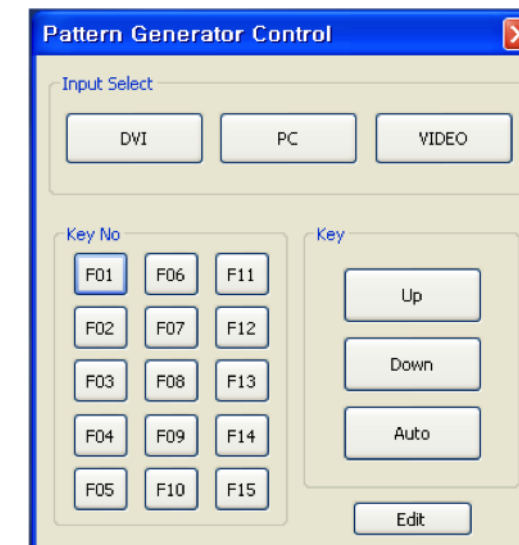 Pattern Generator Control
Input Select
DVI PC VIDEO
Key No Key
F01 F06 F11
Up
F02 F07 F12
Down
F03 F08 F13
F04 F09 F14
Auto
F05 F10 F15
Edit